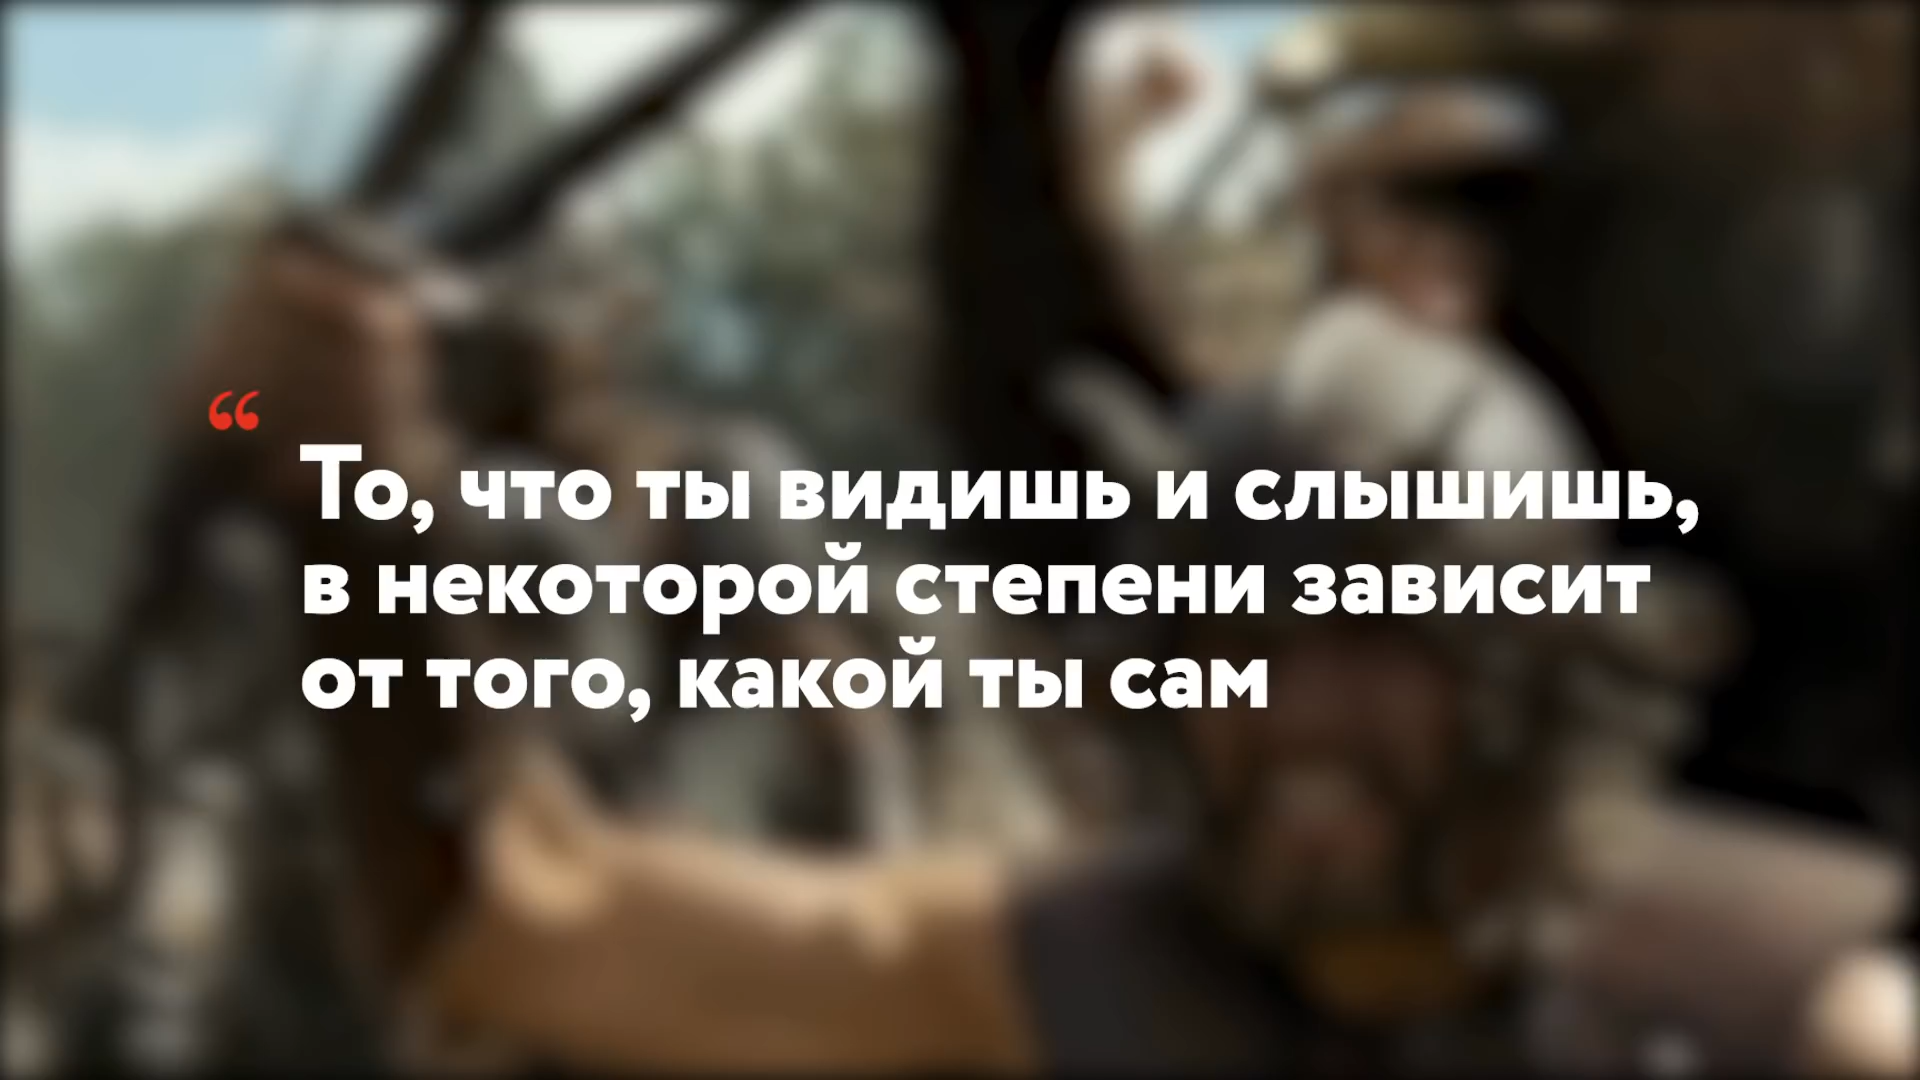 “
То, что ты видишь и слышишь,
в некоторой степени зависит
от того, какой ты сам